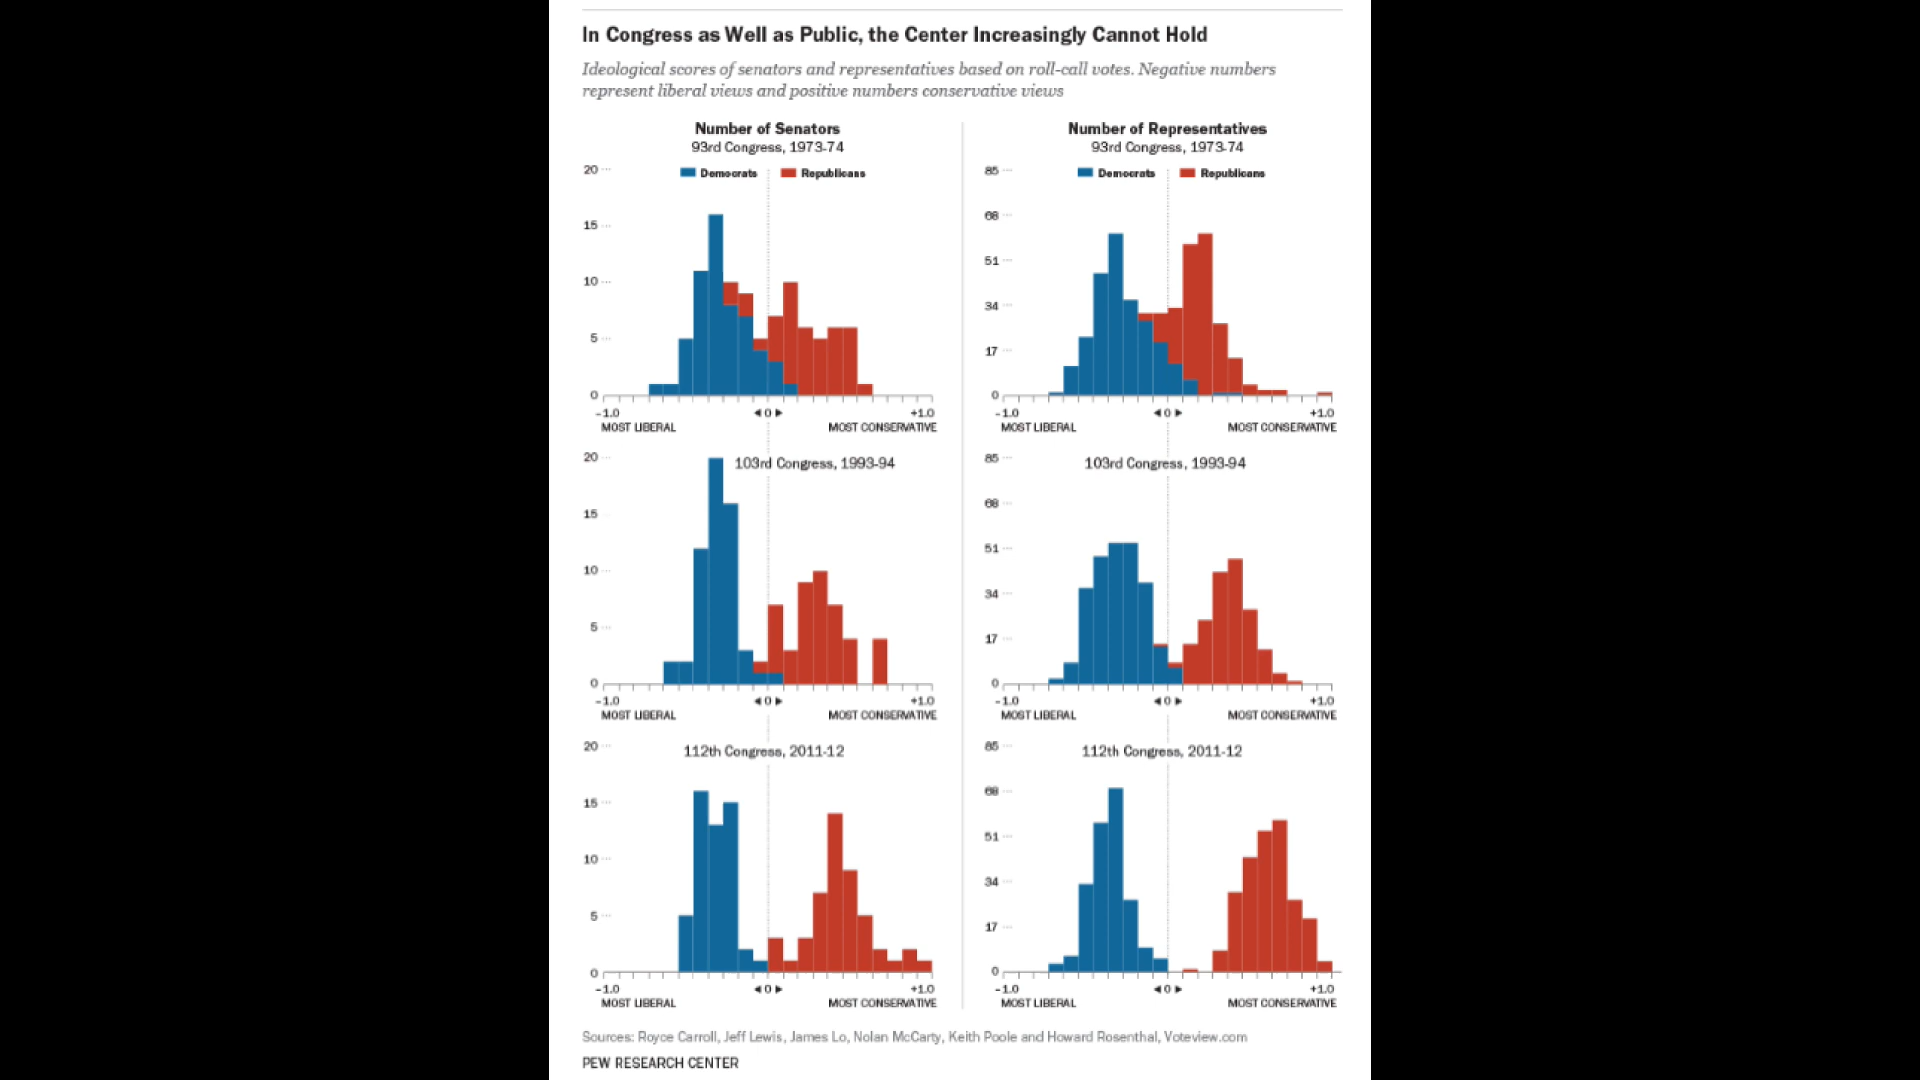 In Congress as Well as Public, the Center Increasingly Cannot Hold
Ideological scores of senators and representatives based on roll-call votes. Negative numbers
represent liberal views and positive numbers conservative views
Number of Senators
93rd Congress, 1973-74
Democrats Republicans
20
15
10
5
0
-1.0 ◄ 0 ► +1.0
MOST LIBERAL MOST CONSERVATIVE
103rd Congress, 1993-94
20
15
10
5
0
-1.0 ◄ 0 ► +1.0
MOST LIBERAL MOST CONSERVATIVE
112th Congress, 2011-12
20
15
10
5
0
-1.0 ◄ 0 ► +1.0
MOST LIBERAL MOST CONSERVATIVE
Number of Representatives
93rd Congress, 1973-74
Democrats Republicans
85
68
51
34
17
0
-1.0 ◄ 0 ► +1.0
MOST LIBERAL MOST CONSERVATIVE
103rd Congress, 1993-94
85
68
51
34
17
0
-1.0 ◄ 0 ► +1.0
MOST LIBERAL MOST CONSERVATIVE
112th Congress, 2011-12
85
68
51
34
17
0
-1.0 ◄ 0 ► +1.0
MOST LIBERAL MOST CONSERVATIVE
Sources: Royce Carroll, Jeff Lewis, James Lo, Nolan McCarty, Keith Poole and Howard Rosenthal, Voteview.com
PEW RESEARCH CENTER